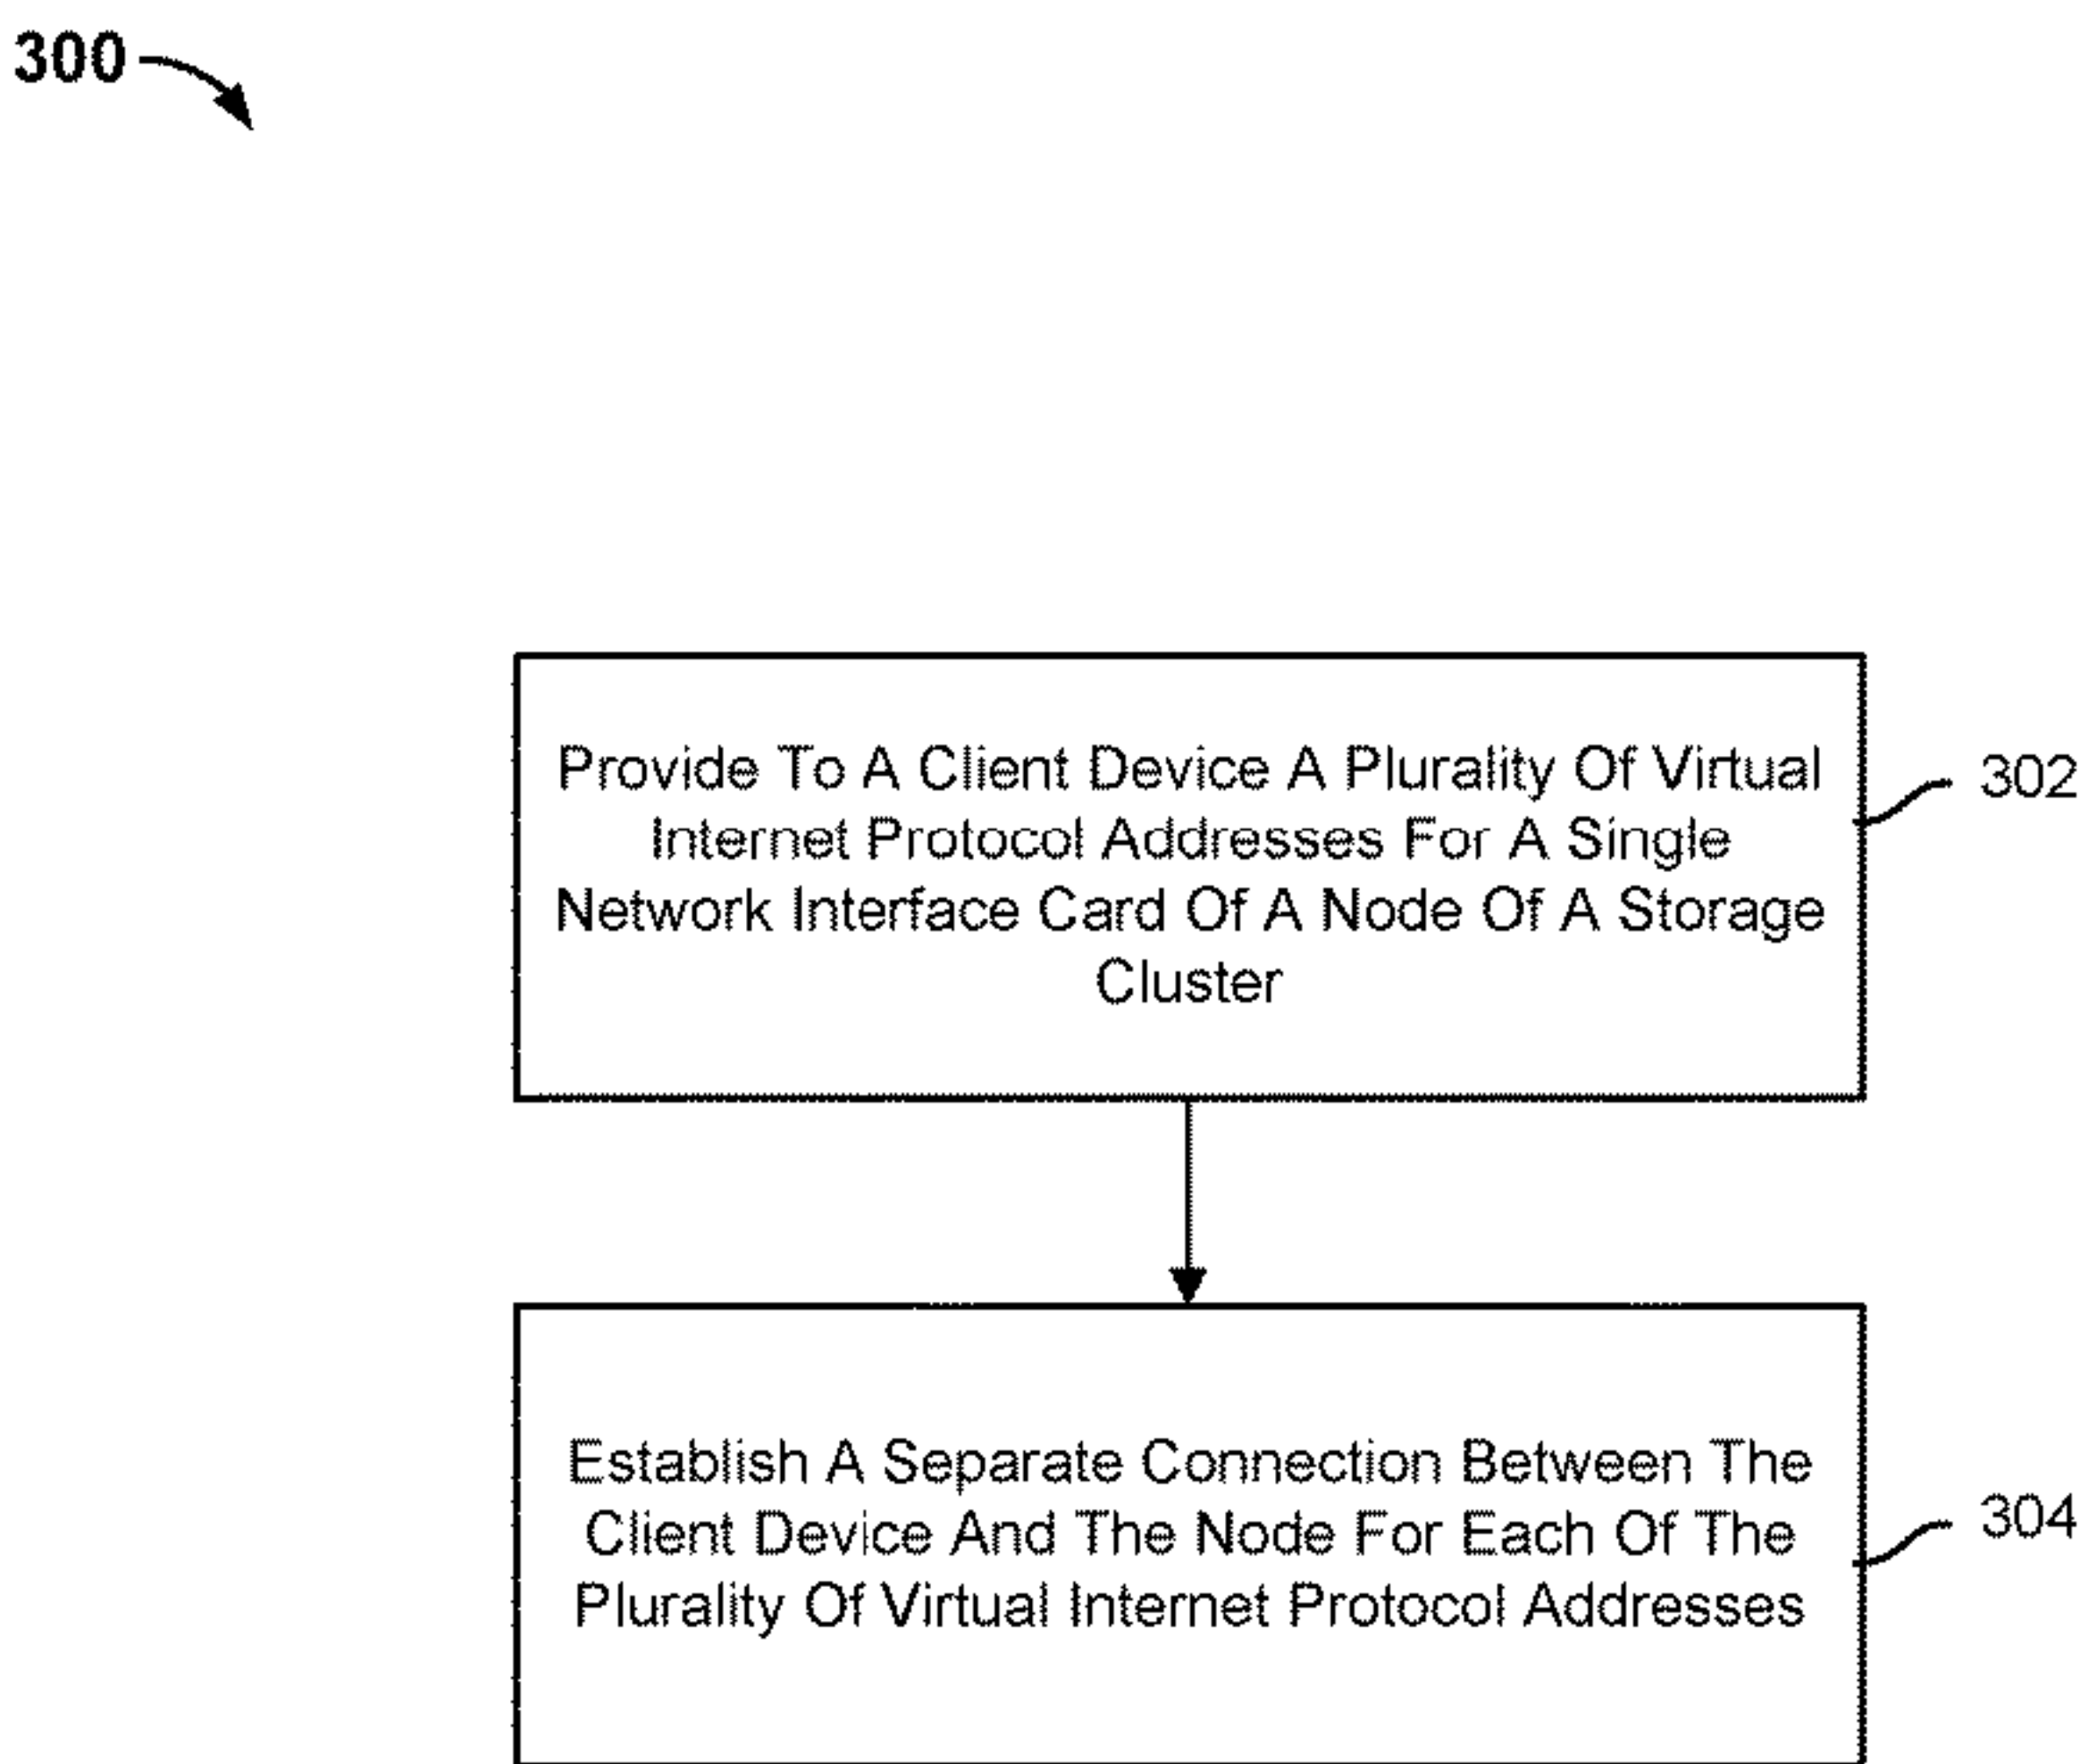 300
Provide To A Client Device A Plurality Of Virtual
Internet Protocol Addresses For A Single
Network Interface Card Of A Node Of A Storage
Cluster
302
Establish A Separate Connection Between The
Client Device And The Node For Each Of The
Plurality Of Virtual Internet Protocol Addresses
304